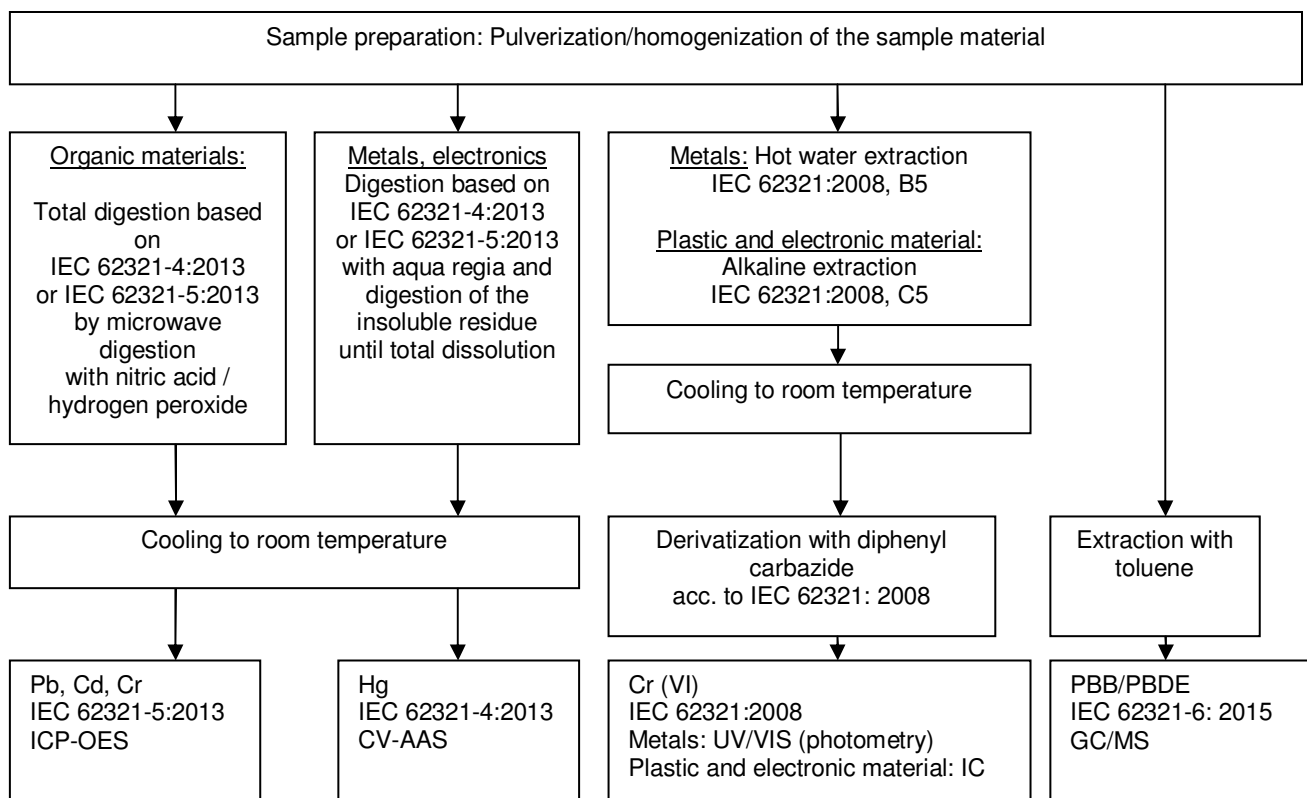 Sample preparation: Pulverization/homogenization of the sample material
Organic materials:
Total digestion based
on
IEC 62321-4:2013
or IEC 62321-5:2013
by microwave
digestion
with nitric acid /
hydrogen peroxide
Metals, electronics
Digestion based on
IEC 62321-4:2013
or IEC 62321-5:2013
with aqua regia and
digestion of the
insoluble residue
until total dissolution
Metals: Hot water extraction
IEC 62321:2008, B5
Plastic and electronic material:
Alkaline extraction
IEC 62321:2008, C5
Cooling to room temperature
Cooling to room temperature
Derivatization with diphenyl
carbazide
acc. to IEC 62321: 2008
Extraction with
toluene
Pb, Cd, Cr
IEC 62321-5:2013
ICP-OES
Hg
IEC 62321-4:2013
CV-AAS
Cr (VI)
IEC 62321:2008
Metals: UV/VIS (photometry)
Plastic and electronic material: IC
PBB/PBDE
IEC 62321-6: 2015
GC/MS